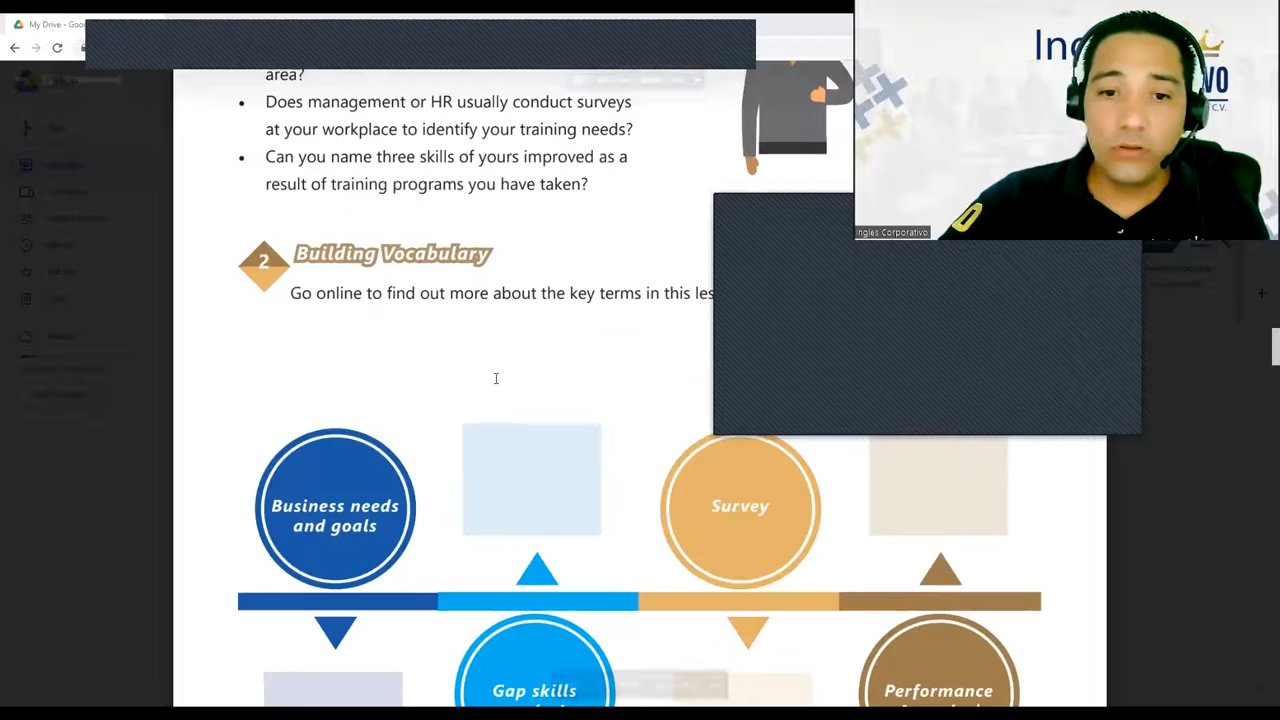 My Drive - Goo
area?
• Does management or HR usually conduct surveys
at your workplace to identify your training needs?
• Can you name three skills of yours improved as a
result of training programs you have taken?
2 Building Vocabulary
Go online to find out more about the key terms in this les
Business needs
and goals
Survey
Gap skills
Performance
In
VO
C.V.
Ingles Corporativo